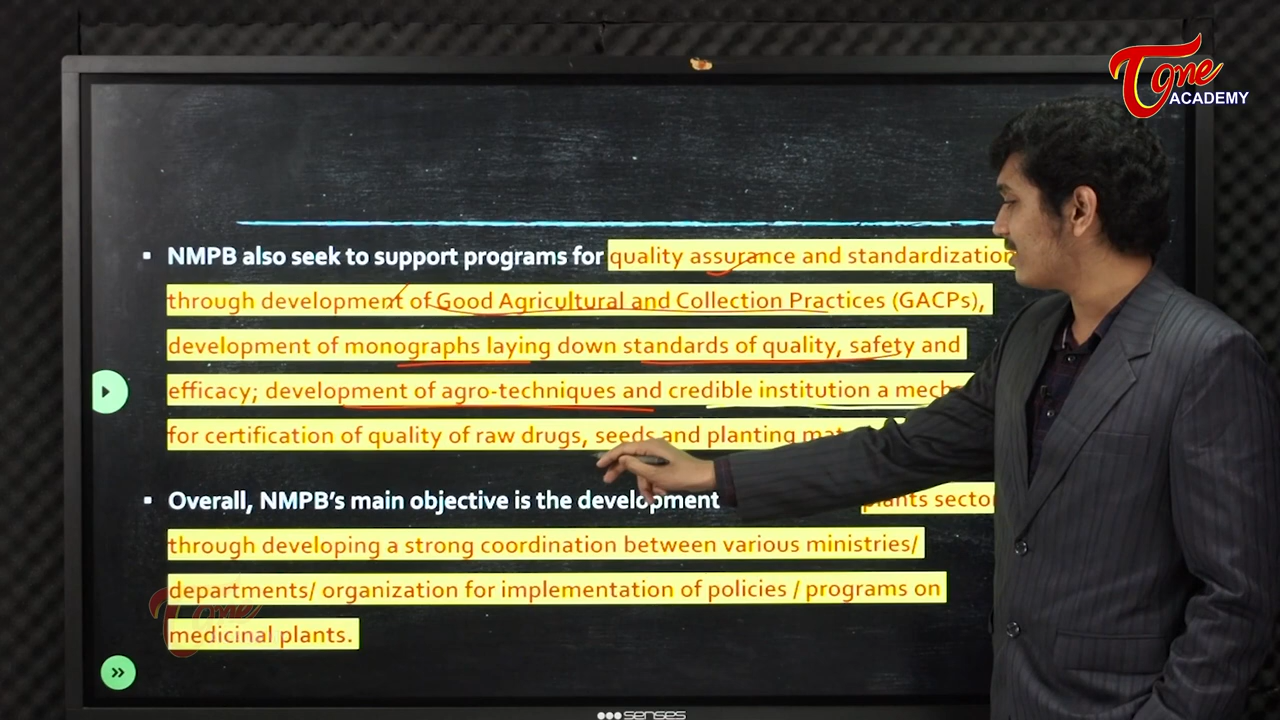 Tone
ACADEMY
NMPB also seek to support programs for quality assurance and standardization
through development of Good Agricultural and Collection Practices (GACPs),
development of monographs laying down standards of quality, safety and
efficacy; development of agro-techniques and credible institution a
for certification of quality of raw drugs, seeds and planting
Overall, NMPB's main objective is the development plants sector
through developing a strong coordination between various ministries/
departments/ organization for implementation of policies / programs on
Tone
medicinal plants.
senses